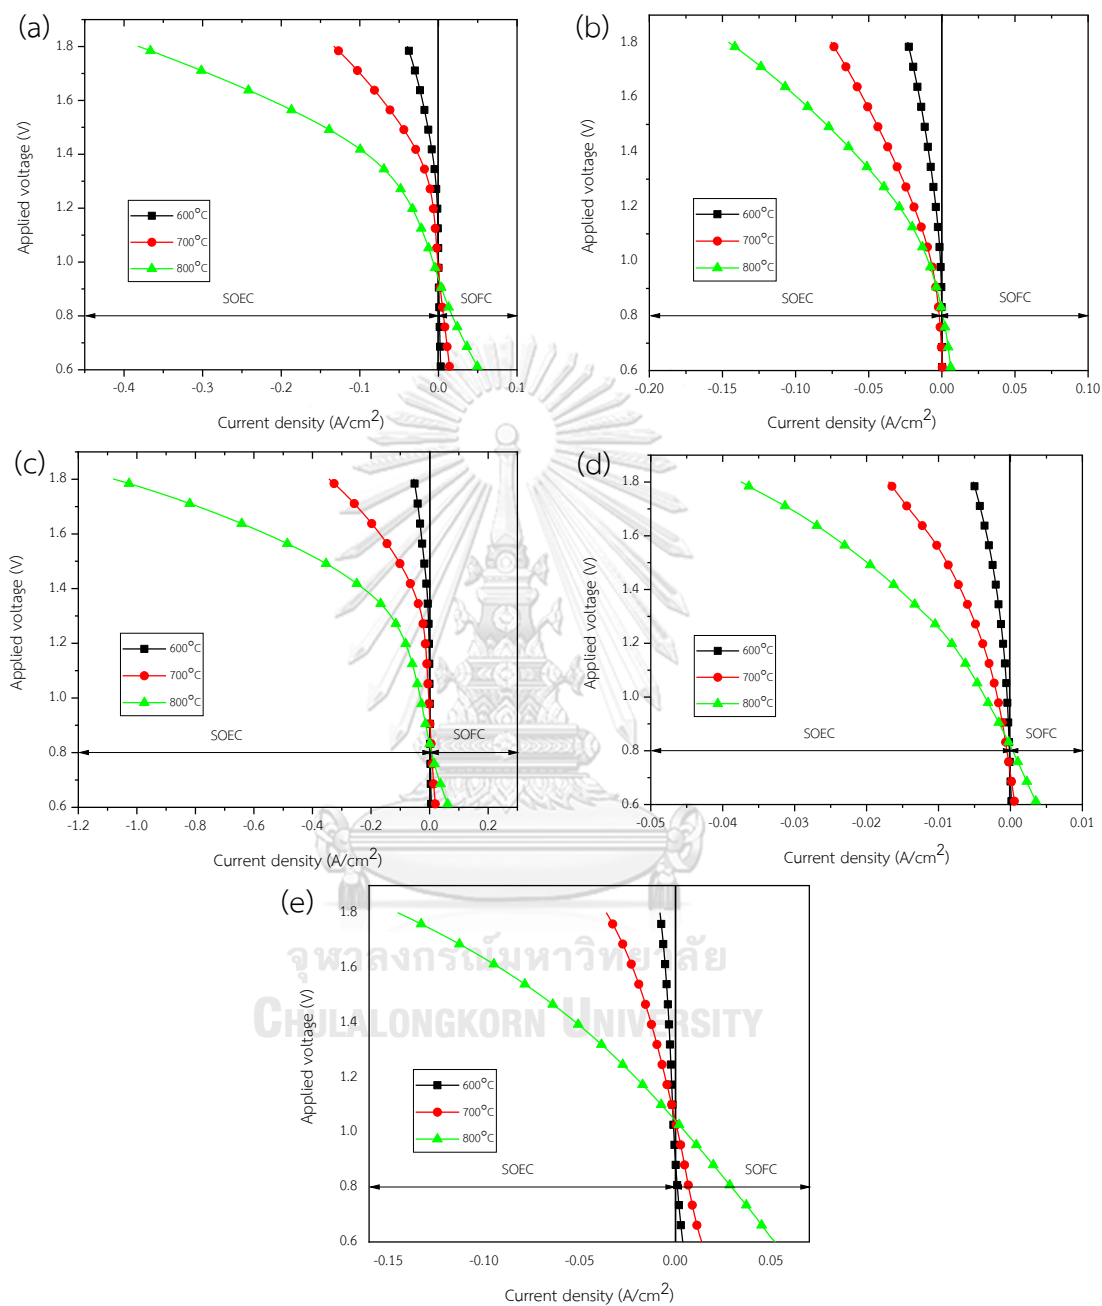 (a)
1.8
1.6
1.4
1.2
1.0
0.8
0.6
Applied voltage (V)
600°C
700°C
800°C
SOEC
SOFC
-0.4
-0.3
-0.2
-0.1
0.0
0.1
Current density (A/cm²)
(b)
1.8
1.6
1.4
1.2
1.0
0.8
0.6
Applied voltage (V)
600°C
700°C
800°C
SOEC
SOFC
-0.20
-0.15
-0.10
-0.05
0.00
0.05
0.10
Current density (A/cm²)
(c)
1.8
1.6
1.4
1.2
1.0
0.8
0.6
Applied voltage (V)
600°C
700°C
800°C
SOEC
SOFC
-1.2
-1.0
-0.8
-0.6
-0.4
-0.2
0.0
0.2
Current density (A/cm²)
(d)
1.8
1.6
1.4
1.2
1.0
0.8
0.6
Applied voltage (V)
600°C
700°C
800°C
SOEC
SOFC
-0.05
-0.04
-0.03
-0.02
-0.01
0.00
0.01
Current density (A/cm²)
(e)
1.8
1.6
1.4
1.2
1.0
0.8
0.6
Applied voltage (V)
600°C
700°C
800°C
SOEC
SOFC
-0.15
-0.10
-0.05
0.00
0.05
Current density (A/cm²)
จุฬาลงกรณ์มหาวิทยาลัย
CHULALONGKORN UNIVERSITY